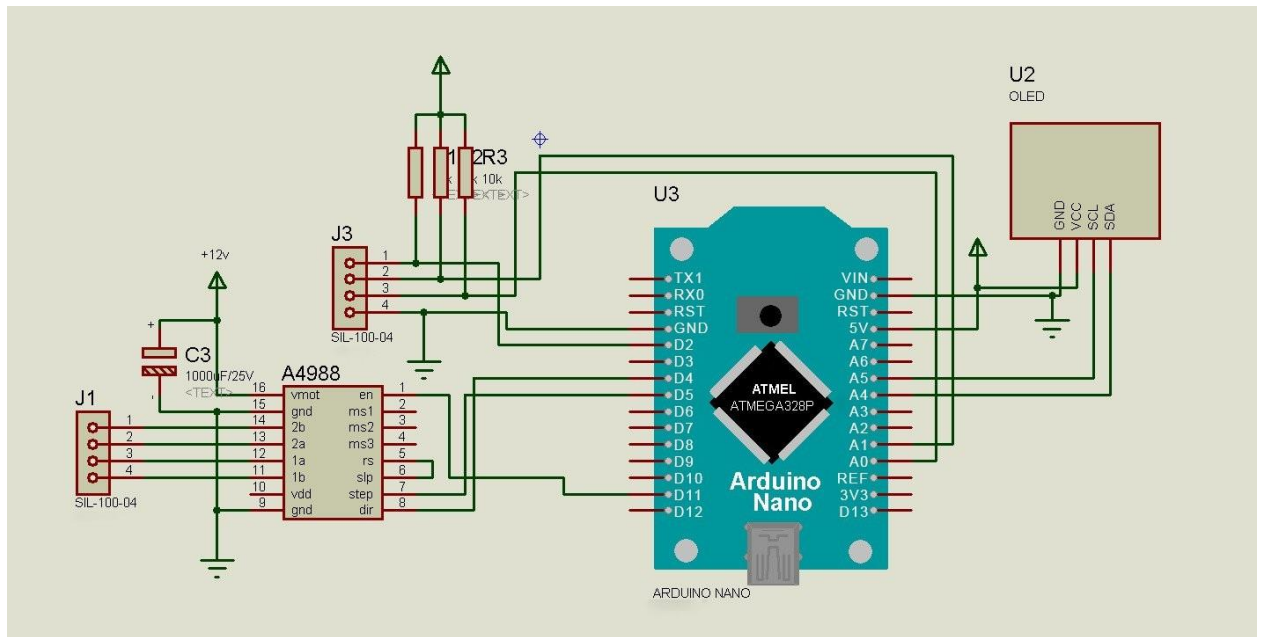 U2
OLED
GND
VCC
SCL
SDA
R3
10k
U3
J3
1
2
3
4
SIL-100-04
+12v
+
-
C3
1000uF/25V
<TEXT>
J1
1
2
3
4
SIL-100-04
A4988
16 vmot en 1
15 gnd ms1 2
14 2b ms2 3
13 2a ms3 4
12 1a rs 5
11 1b slp 6
10 vdd step 7
9 gnd dir 8
TX1 VIN
RX0 GND
RST RST
GND 5V
D2 A7
D3 A6
D4 A5
D5 A4
D6 A3
D7 A2
D8 A1
D9 A0
D10 REF
D11 3V3
D12 D13
ATMEL
ATMEGA328P
Arduino
Nano
ARDUINO NANO